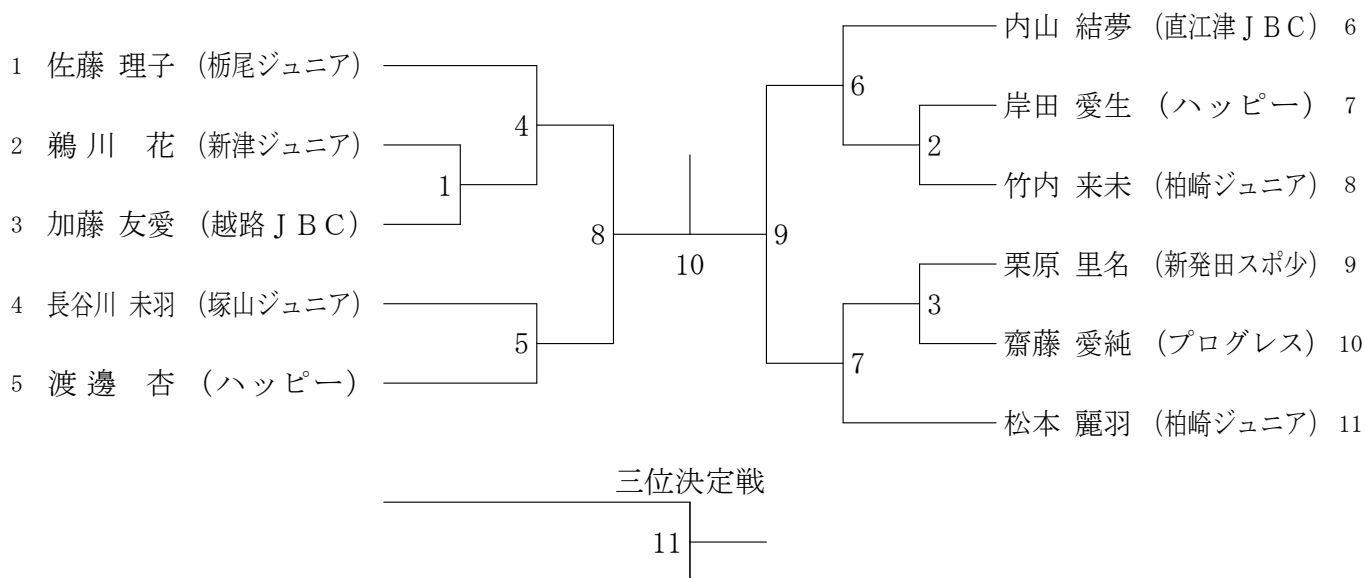 1 佐藤 理子 (栃尾ジュニア)
2 鵜川 花 (新津ジュニア)
3 加藤 友愛 (越路ＪＢＣ)
4 長谷川 未羽 (塚山ジュニア)
5 渡邊 杏 (ハッピー)
4
1
5
8
10
9
6
2
3
7
内山 結夢 (直江津ＪＢＣ) 6
岸田 愛生 (ハッピー) 7
竹内 来未 (柏崎ジュニア) 8
栗原 里名 (新発田スポ少) 9
齋藤 愛純 (プログレス) 10
松本 麗羽 (柏崎ジュニア) 11
三位決定戦
11